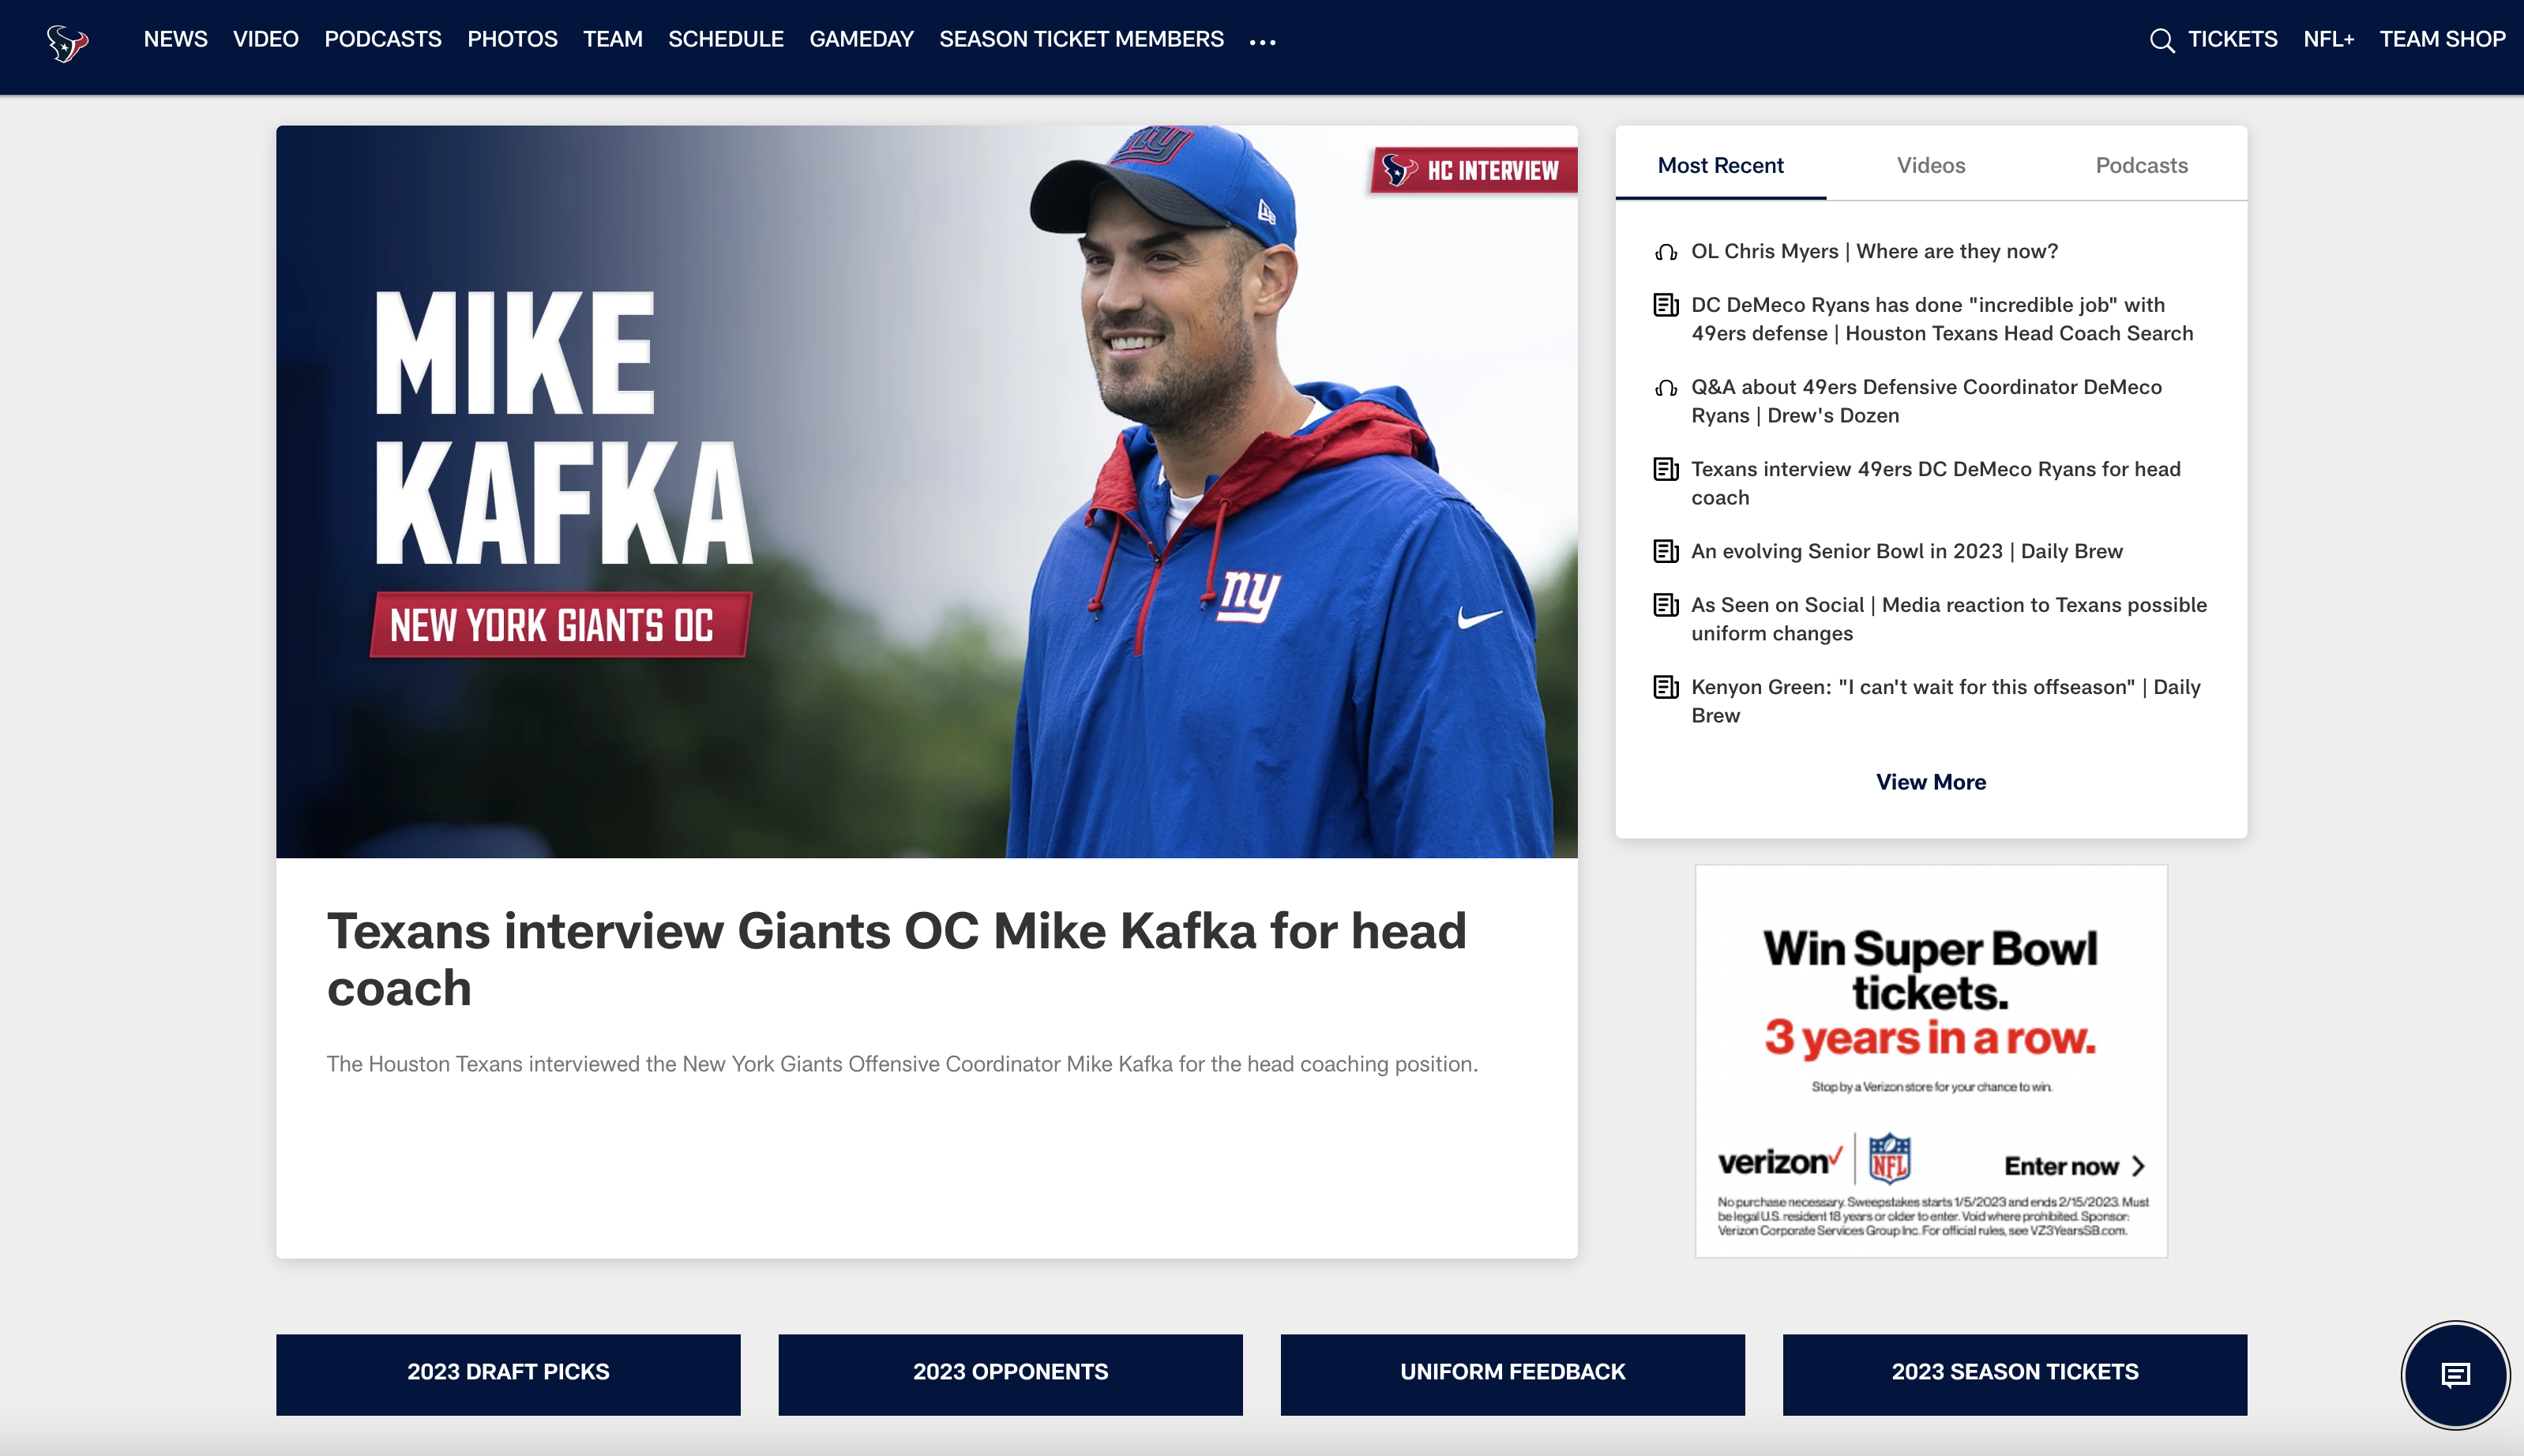 NEWS VIDEO PODCASTS PHOTOS TEAM SCHEDULE GAMEDAY SEASON TICKET MEMBERS ...
TICKETS NFL+ TEAM SHOP
ny
HC INTERVIEW
MIKE
KAFKA
NEW YORK GIANTS OC
ny
Texans interview Giants OC Mike Kafka for head
coach
The Houston Texans interviewed the New York Giants Offensive Coordinator Mike Kafka for the head coaching position.
Most Recent Videos Podcasts
OL Chris Myers | Where are they now?
DC DeMeco Ryans has done "incredible job" with
49ers defense | Houston Texans Head Coach Search
Q&A about 49ers Defensive Coordinator DeMeco
Ryans | Drew's Dozen
Texans interview 49ers DC DeMeco Ryans for head
coach
An evolving Senior Bowl in 2023 | Daily Brew
As Seen on Social | Media reaction to Texans possible
uniform changes
Kenyon Green: "I can't wait for this offseason" | Daily
Brew
View More
Win Super Bowl
tickets.
3 years in a row.
Stop by a Verizon store for your chance to win.
verizon NFL Enter now
No purchase necessary. Sweepstakes starts 1/5/2023 and ends 2/15/2023. Must
be legal U.S. resident 18 years or older to enter. Void where prohibited. Sponsor:
Verizon Corporate Services Group Inc. For official rules, see VZ3YearsSB.com.
2023 DRAFT PICKS
2023 OPPONENTS
UNIFORM FEEDBACK
2023 SEASON TICKETS